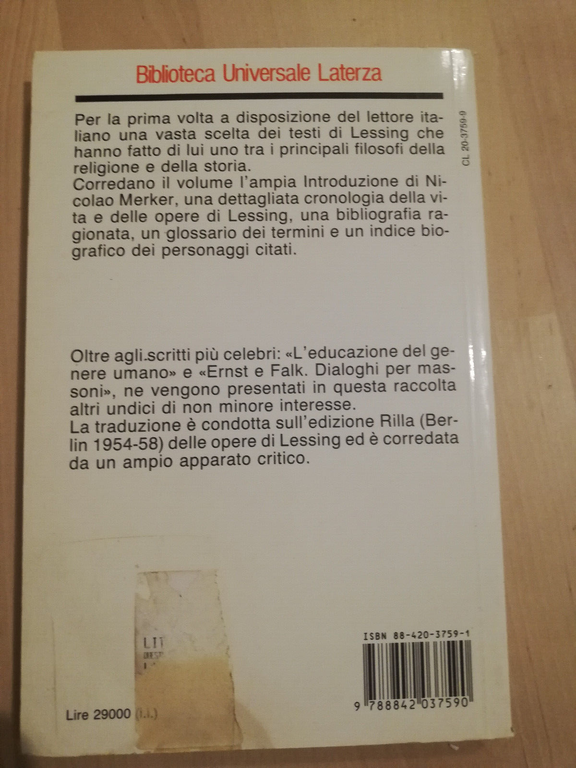 Biblioteca Universale Laterza
Per la prima volta a disposizione del lettore ita-
liano una vasta scelta dei testi di Lessing che
hanno fatto di lui uno tra i principali filosofi della
religione e della storia.
Corredano il volume l'ampia Introduzione di Ni-
colao Merker, una dettagliata cronologia della vi-
ta e delle opere di Lessing, una bibliografia ra-
gionata, un glossario dei termini e un indice bio-
grafico dei personaggi citati.
CL 20-3759-9
Oltre agli.scritti più celebri: «L'educazione del ge-
nere umano» e «Ernst e Falk. Dialoghi per mas-
soni», ne vengono presentati in questa raccolta
altri undici di non minore interesse.
La traduzione è condotta sull'edizione Rilla (Ber-
lin 1954-58) delle opere di Lessing ed è corredata
da un ampio apparato critico.
ISBN 88-420-3759-1
9 788842 037590
Lire 29000 (i.i.)